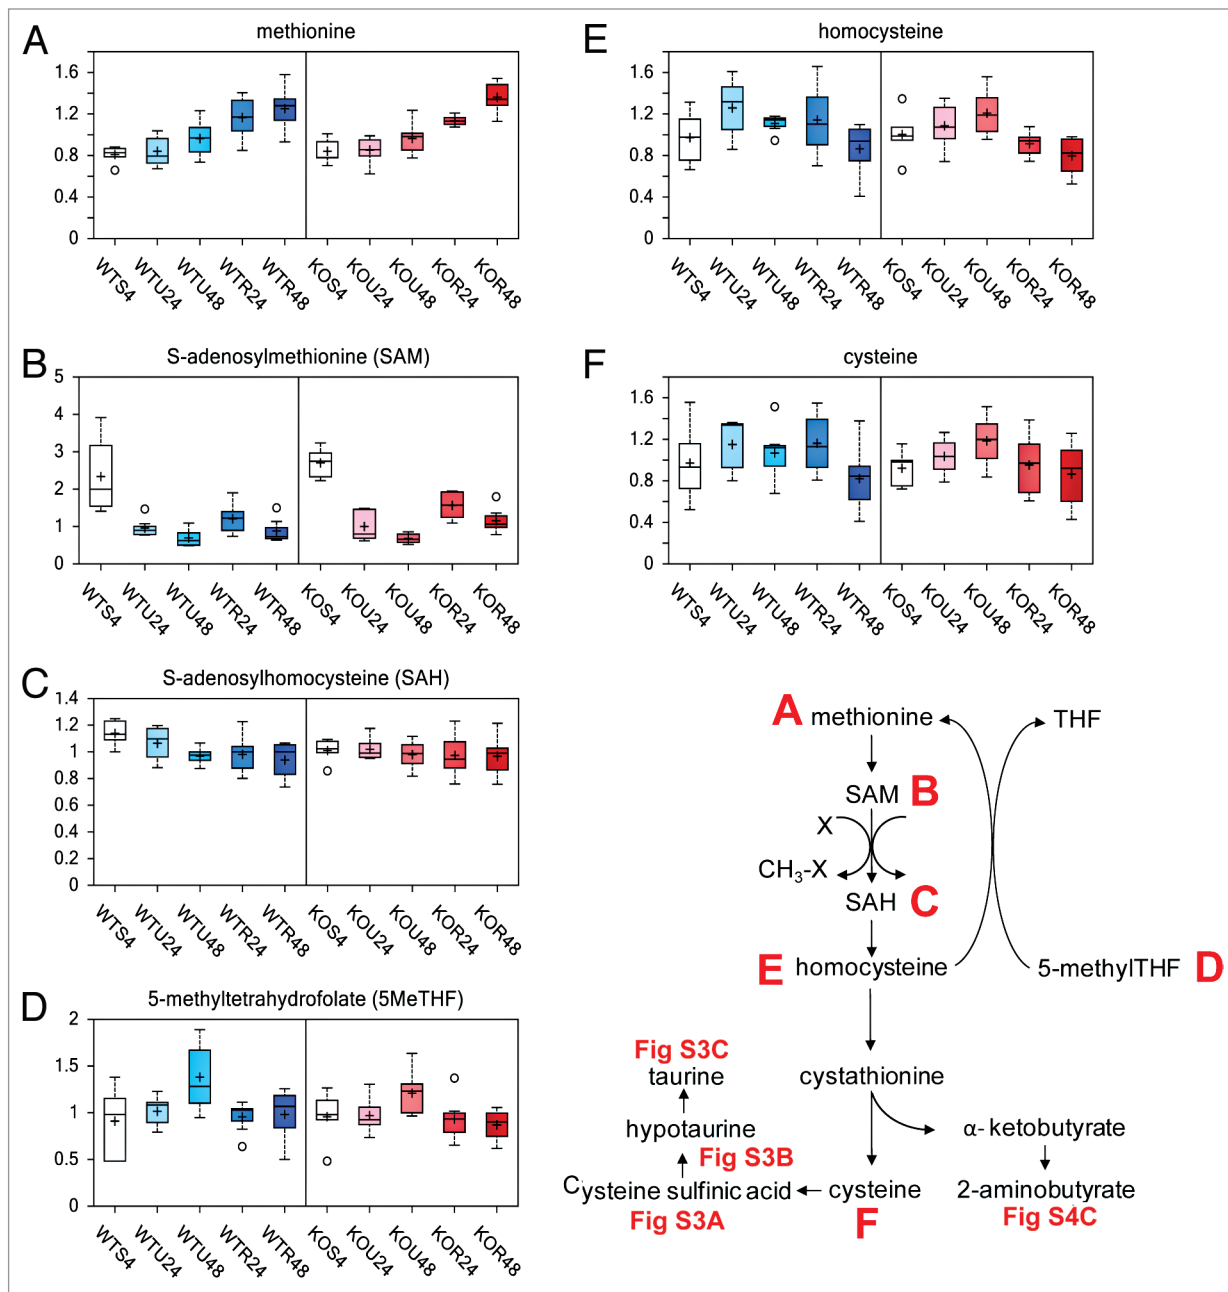 A
methionine
1.6
1.2
0.8
0.4
0
WTS4 WTU24 WTU48 WTR24 WTR48 KOS4 KOU24 KOU48 KOR24 KOR48
B
S-adenosylmethionine (SAM)
5
4
3
2
1
0
WTS4 WTU24 WTU48 WTR24 WTR48 KOS4 KOU24 KOU48 KOR24 KOR48
C
S-adenosylhomocysteine (SAH)
1.4
1.2
1
0.8
0.6
0.4
0.2
0
WTS4 WTU24 WTU48 WTR24 WTR48 KOS4 KOU24 KOU48 KOR24 KOR48
D
5-methyltetrahydrofolate (5MeTHF)
2
1.5
1
0.5
0
WTS4 WTU24 WTU48 WTR24 WTR48 KOS4 KOU24 KOU48 KOR24 KOR48
E
homocysteine
1.6
1.2
0.8
0.4
0
WTS4 WTU24 WTU48 WTR24 WTR48 KOS4 KOU24 KOU48 KOR24 KOR48
F
cysteine
1.6
1.2
0.8
0.4
0
WTS4 WTU24 WTU48 WTR24 WTR48 KOS4 KOU24 KOU48 KOR24 KOR48
A methionine THF
SAM B
X
CH3-X
SAH C
E homocysteine 5-methylTHF D
Fig S3C
taurine cystathionine
hypotaurine α-ketobutyrate
Fig S3B
Cysteine sulfinic acid cysteine 2-aminobutyrate
Fig S3A F Fig S4C